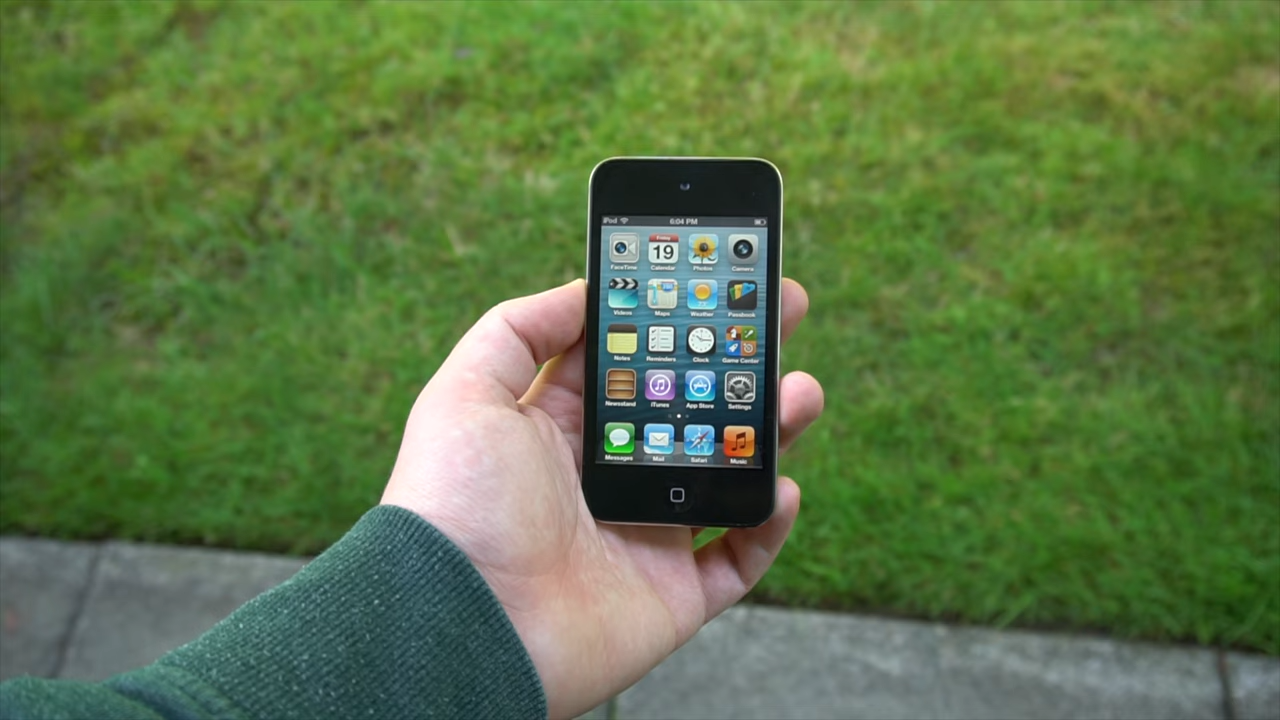 iPod 6:04 PM
Friday
19
FaceTime Calendar Photos Camera
Videos Maps Weather Passbook
Notes Reminders Clock Game Center
Newsstand iTunes App Store Settings
Messages Mail Safari Music